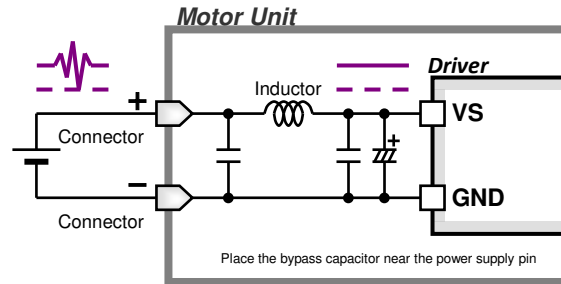 Motor Unit
Driver
Inductor
+
VS
Connector
+
−
GND
Connector
Place the bypass capacitor near the power supply pin